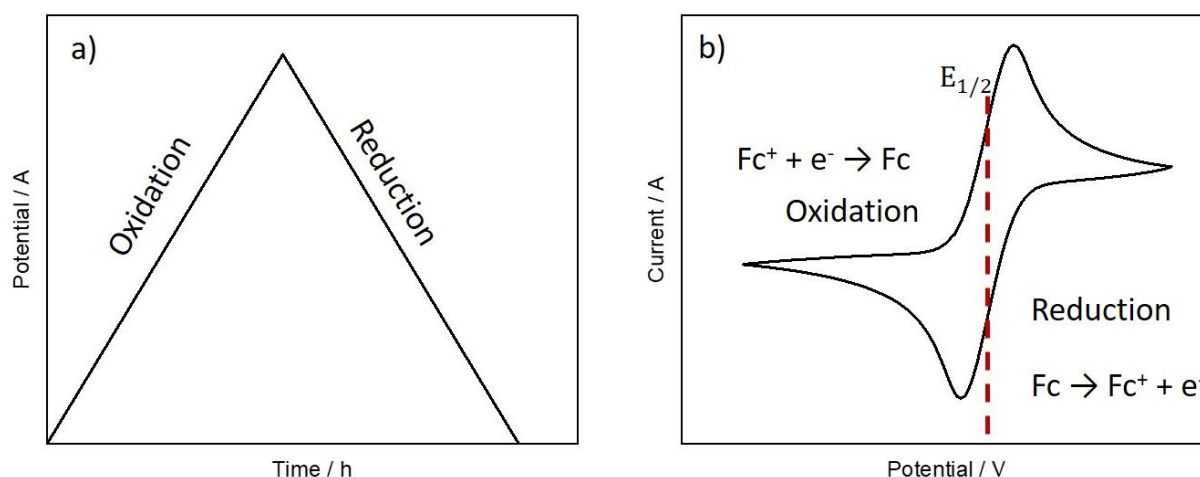 a)
Oxidation
Reduction
Potential / A
Time / h
b)
E1/2
Fc+ + e- → Fc
Oxidation
Reduction
Fc → Fc+ + e-
Current / A
Potential / V